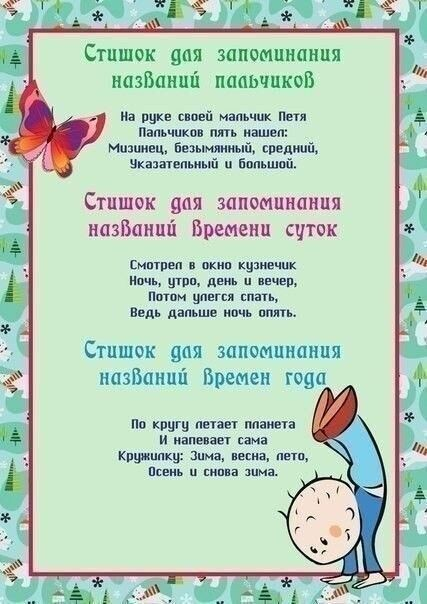 Стишок для запоминания
названий пальчиков
На руке своей мальчик Петя
Пальчиков пять нашел:
Мизинец, безымянный, средний,
Указательный и большой.
Стишок для запоминания
названий времени суток
Смотрел в окно кузнечик
Ночь, утро, день и вечер,
Потом улегся спать,
Ведь дальше ночь опять.
Стишок для запоминания
названий времен года
По кругу летает планета
И напевает сама
Кружилку: Зима, весна, лето,
Осень и снова зима.